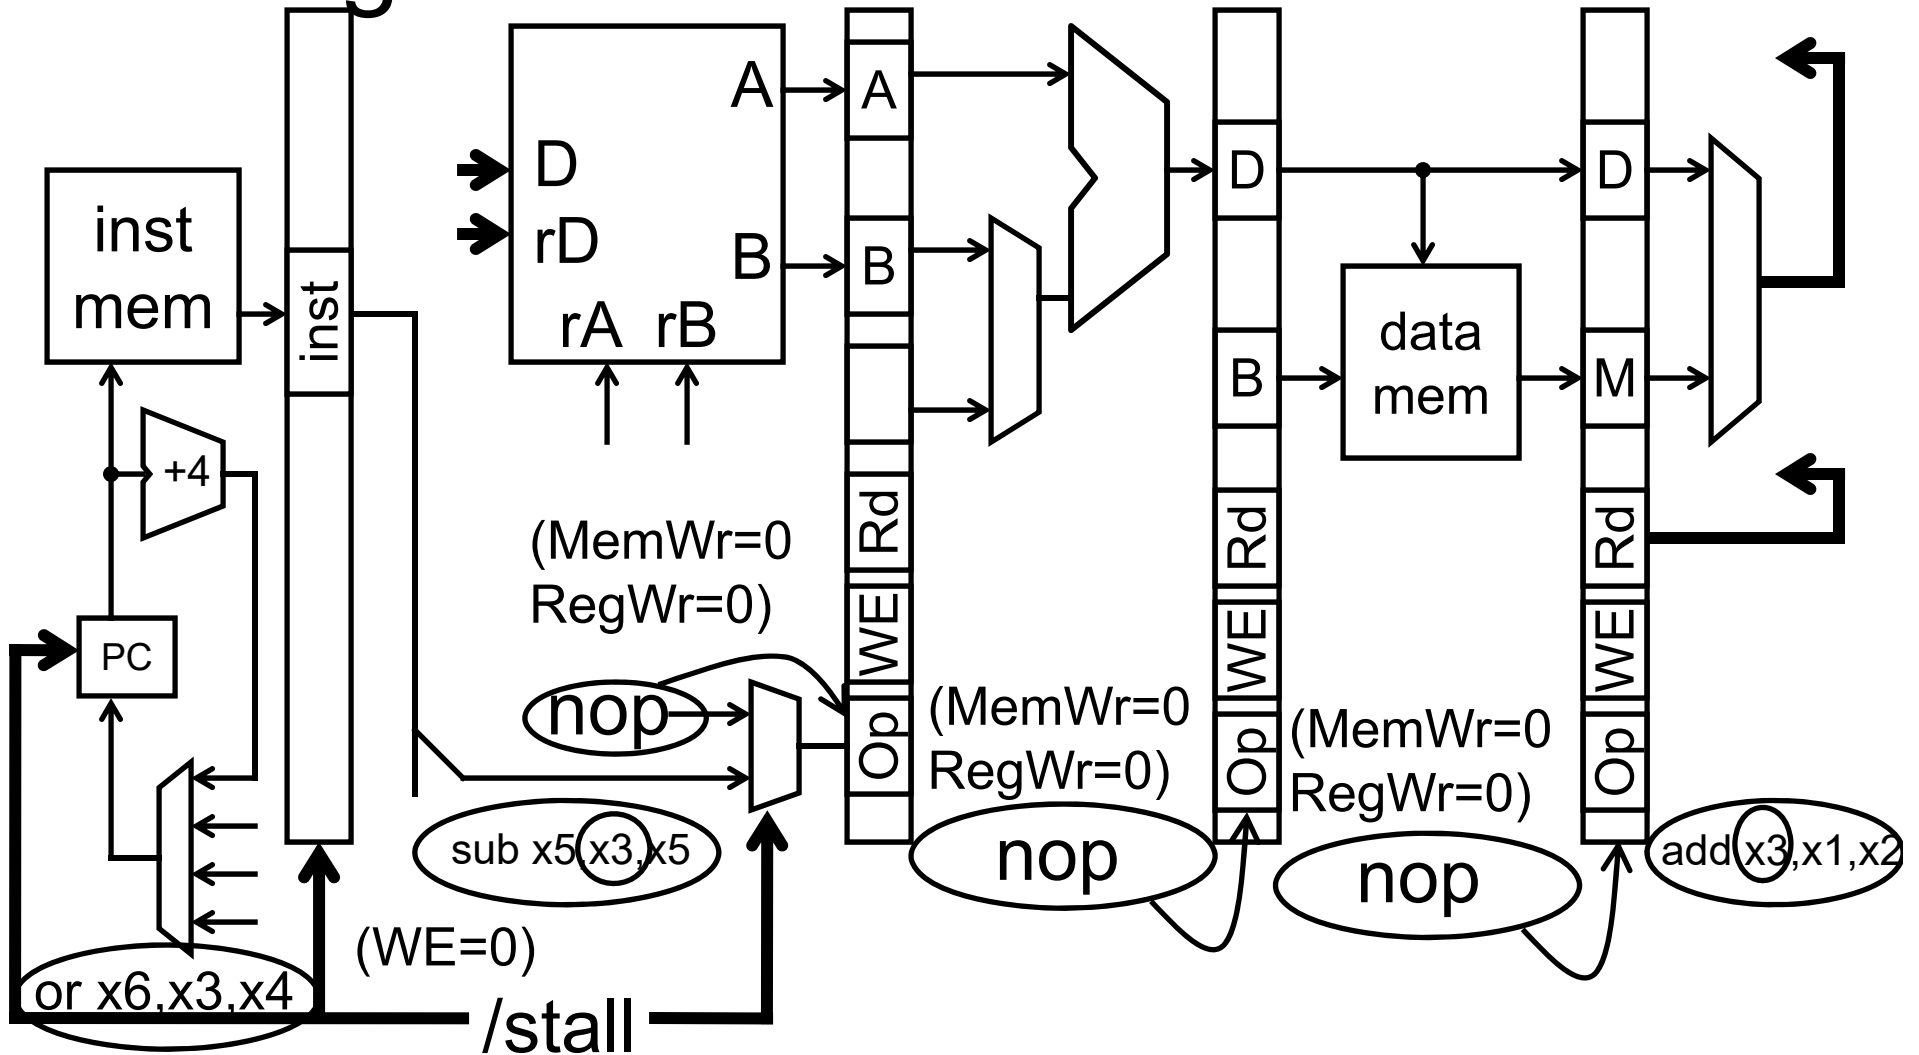 g
A
A
D
rD
B
B
rA rB
D
D
inst
mem
inst
data
mem
B
M
+4
(MemWr=0
RegWr=0)
Rd
Rd
Rd
PC
WE
WE
WE
nop
Op
(MemWr=0
RegWr=0)
Op
(MemWr=0
RegWr=0)
Op
sub x5,x3,x5
nop
nop
add x3,x1,x2
(WE=0)
or x6,x3,x4
/stall